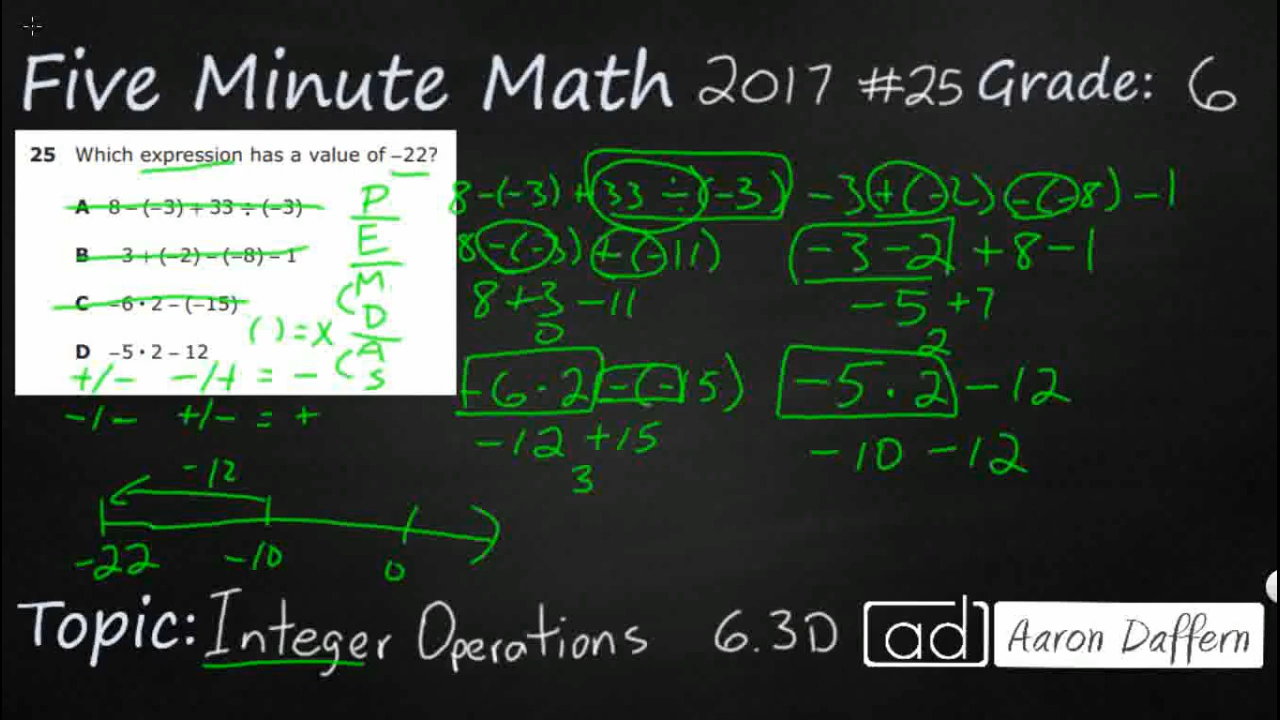 Five Minute Math 2017 #25 Grade: 6
25 Which expression has a value of –22?
A 8 – (–3) + 33 ÷ (–3)
B –3 + (–2) – (–8) – 1
C –6 · 2 – (–15)
D –5 · 2 – 12
P
E
M
D
A
S
( ) = x
+/- -/+ = -
-/- +/- = +
8-(-3) + (33 ÷ (-3)
8-(-3) +(-11)
8+3-11
0
-3+(-2)-(-8)-1
-3-2 +8-1
-5+7
2
-6·2 -(-15)
-12 +15
3
-5·2 -12
-10 -12
-12
-22 -10 0
Topic: Integer Operations 6.3D ad Aaron Daffern